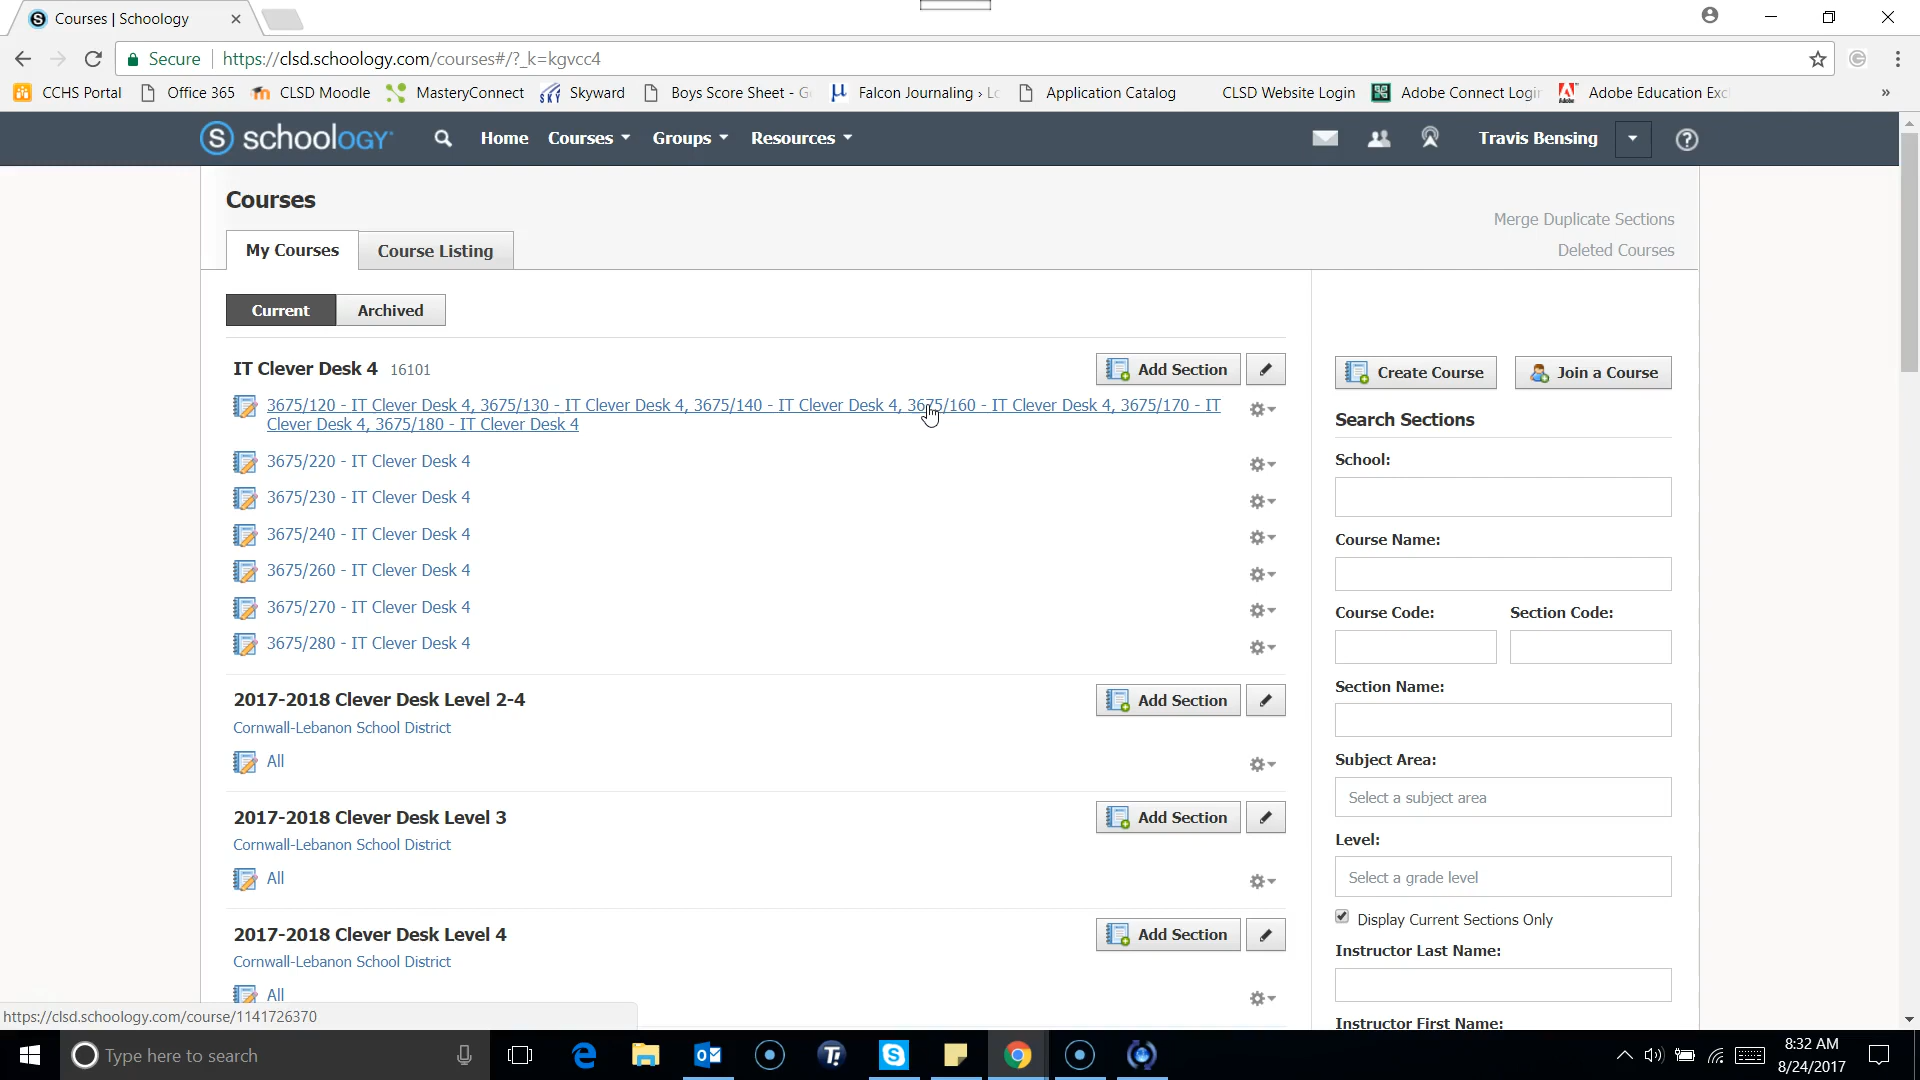 Courses | Schoology
Secure
https://clsd.schoology.com/courses#/?_k=kgvcc4
CCHS Portal
Office 365
CLSD Moodle
MasteryConnect
Skyward
Boys Score Sheet - G
Falcon Journaling › Lo
Application Catalog
CLSD Website Login
Adobe Connect Login
Adobe Education Exc
»
schoology
Home
Courses
Groups
Resources
Travis Bensing
Courses
Merge Duplicate Sections
Deleted Courses
My Courses
Course Listing
Current
Archived
IT Clever Desk 4 16101
Add Section
3675/120 - IT Clever Desk 4, 3675/130 - IT Clever Desk 4, 3675/140 - IT Clever Desk 4, 3675/160 - IT Clever Desk 4, 3675/170 - IT
Clever Desk 4, 3675/180 - IT Clever Desk 4
3675/220 - IT Clever Desk 4
3675/230 - IT Clever Desk 4
3675/240 - IT Clever Desk 4
3675/260 - IT Clever Desk 4
3675/270 - IT Clever Desk 4
3675/280 - IT Clever Desk 4
2017-2018 Clever Desk Level 2-4
Add Section
Cornwall-Lebanon School District
All
2017-2018 Clever Desk Level 3
Add Section
Cornwall-Lebanon School District
All
2017-2018 Clever Desk Level 4
Add Section
Cornwall-Lebanon School District
All
Create Course
Join a Course
Search Sections
School:
Course Name:
Course Code:
Section Code:
Section Name:
Subject Area:
Select a subject area
Level:
Select a grade level
Display Current Sections Only
Instructor Last Name:
Instructor First Name:
https://clsd.schoology.com/course/1141726370
Type here to search
8:32 AM
8/24/2017